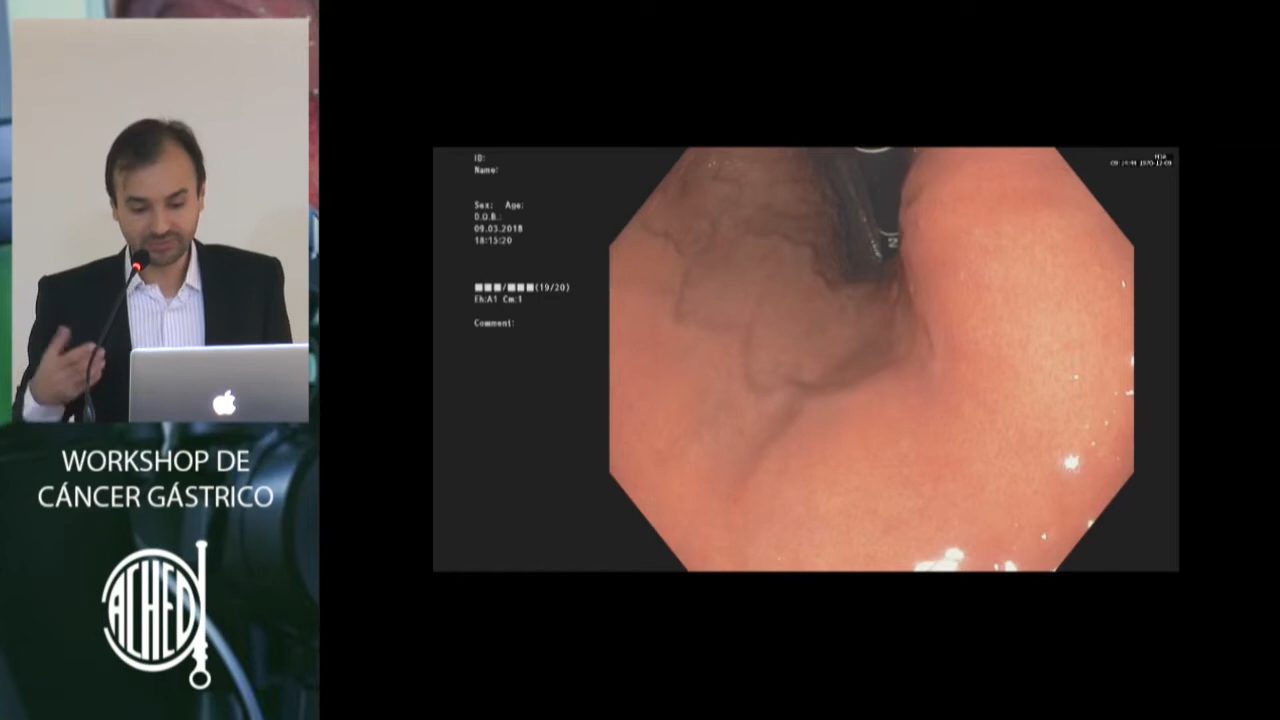 WORKSHOP DE
CÁNCER GÁSTRICO
ACHED
ID:
Name:
Sex: Age:
D.O.B.:
09.03.2018
18:15:20
(19/20)
Eh:A1 Cm:1
Comment: